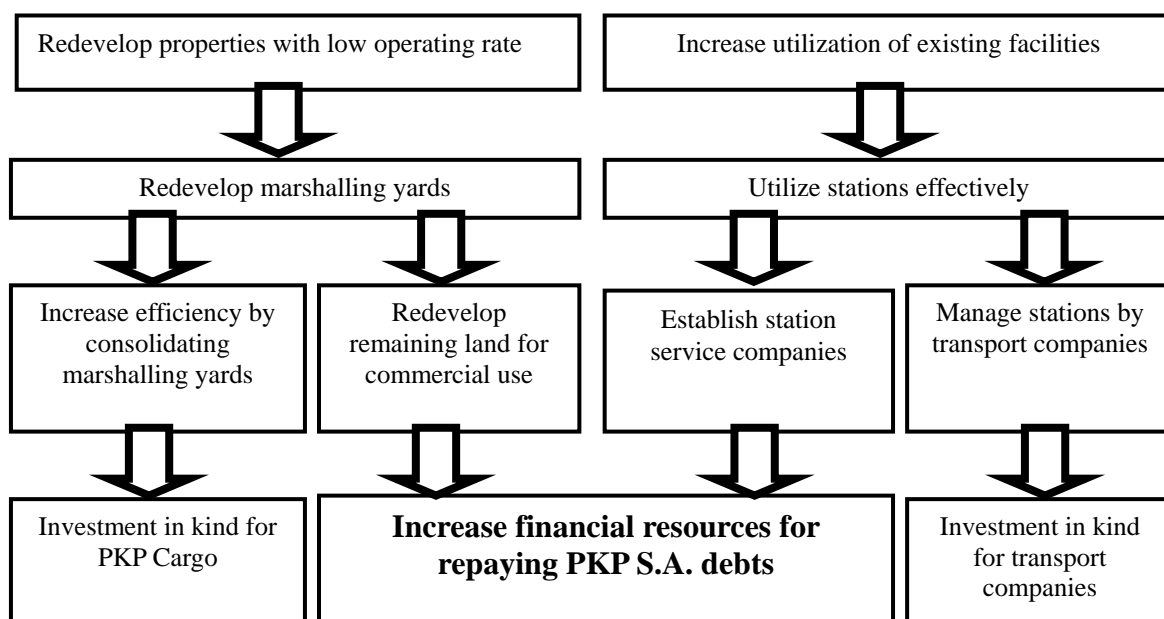 Redevelop properties with low operating rate
Increase utilization of existing facilities
Redevelop marshalling yards
Utilize stations effectively
Increase efficiency by
consolidating
marshalling yards
Redevelop
remaining land for
commercial use
Establish station
service companies
Manage stations by
transport companies
Investment in kind for
PKP Cargo
Increase financial resources for
repaying PKP S.A. debts
Investment in kind
for transport
companies